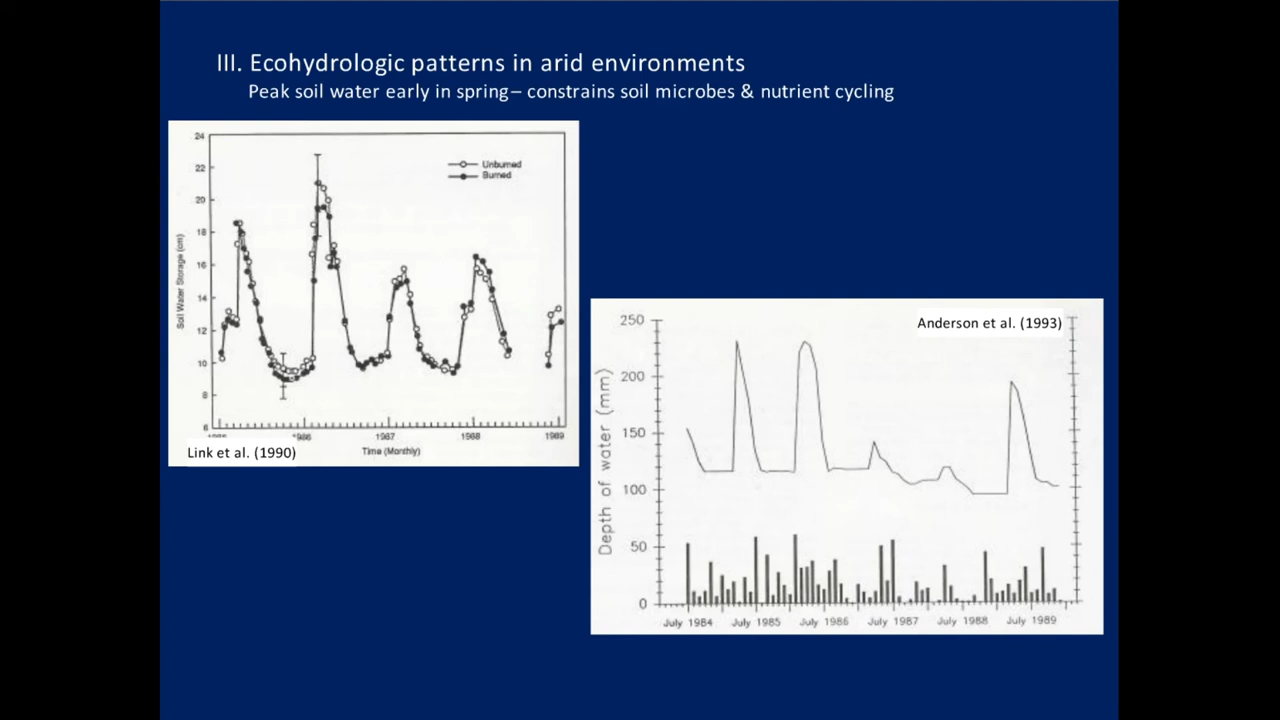 III. Ecohydrologic patterns in arid environments
Peak soil water early in spring – constrains soil microbes & nutrient cycling
24
22
20
18
16
14
12
10
8
6
Soil Water Storage (cm)
Unburned
Burned
1986 1987 1988 1989
Time (Monthly)
Link et al. (1990)
Anderson et al. (1993)
250
200
150
100
50
0
Depth of water (mm)
July 1984 July 1985 July 1986 July 1987 July 1988 July 1989